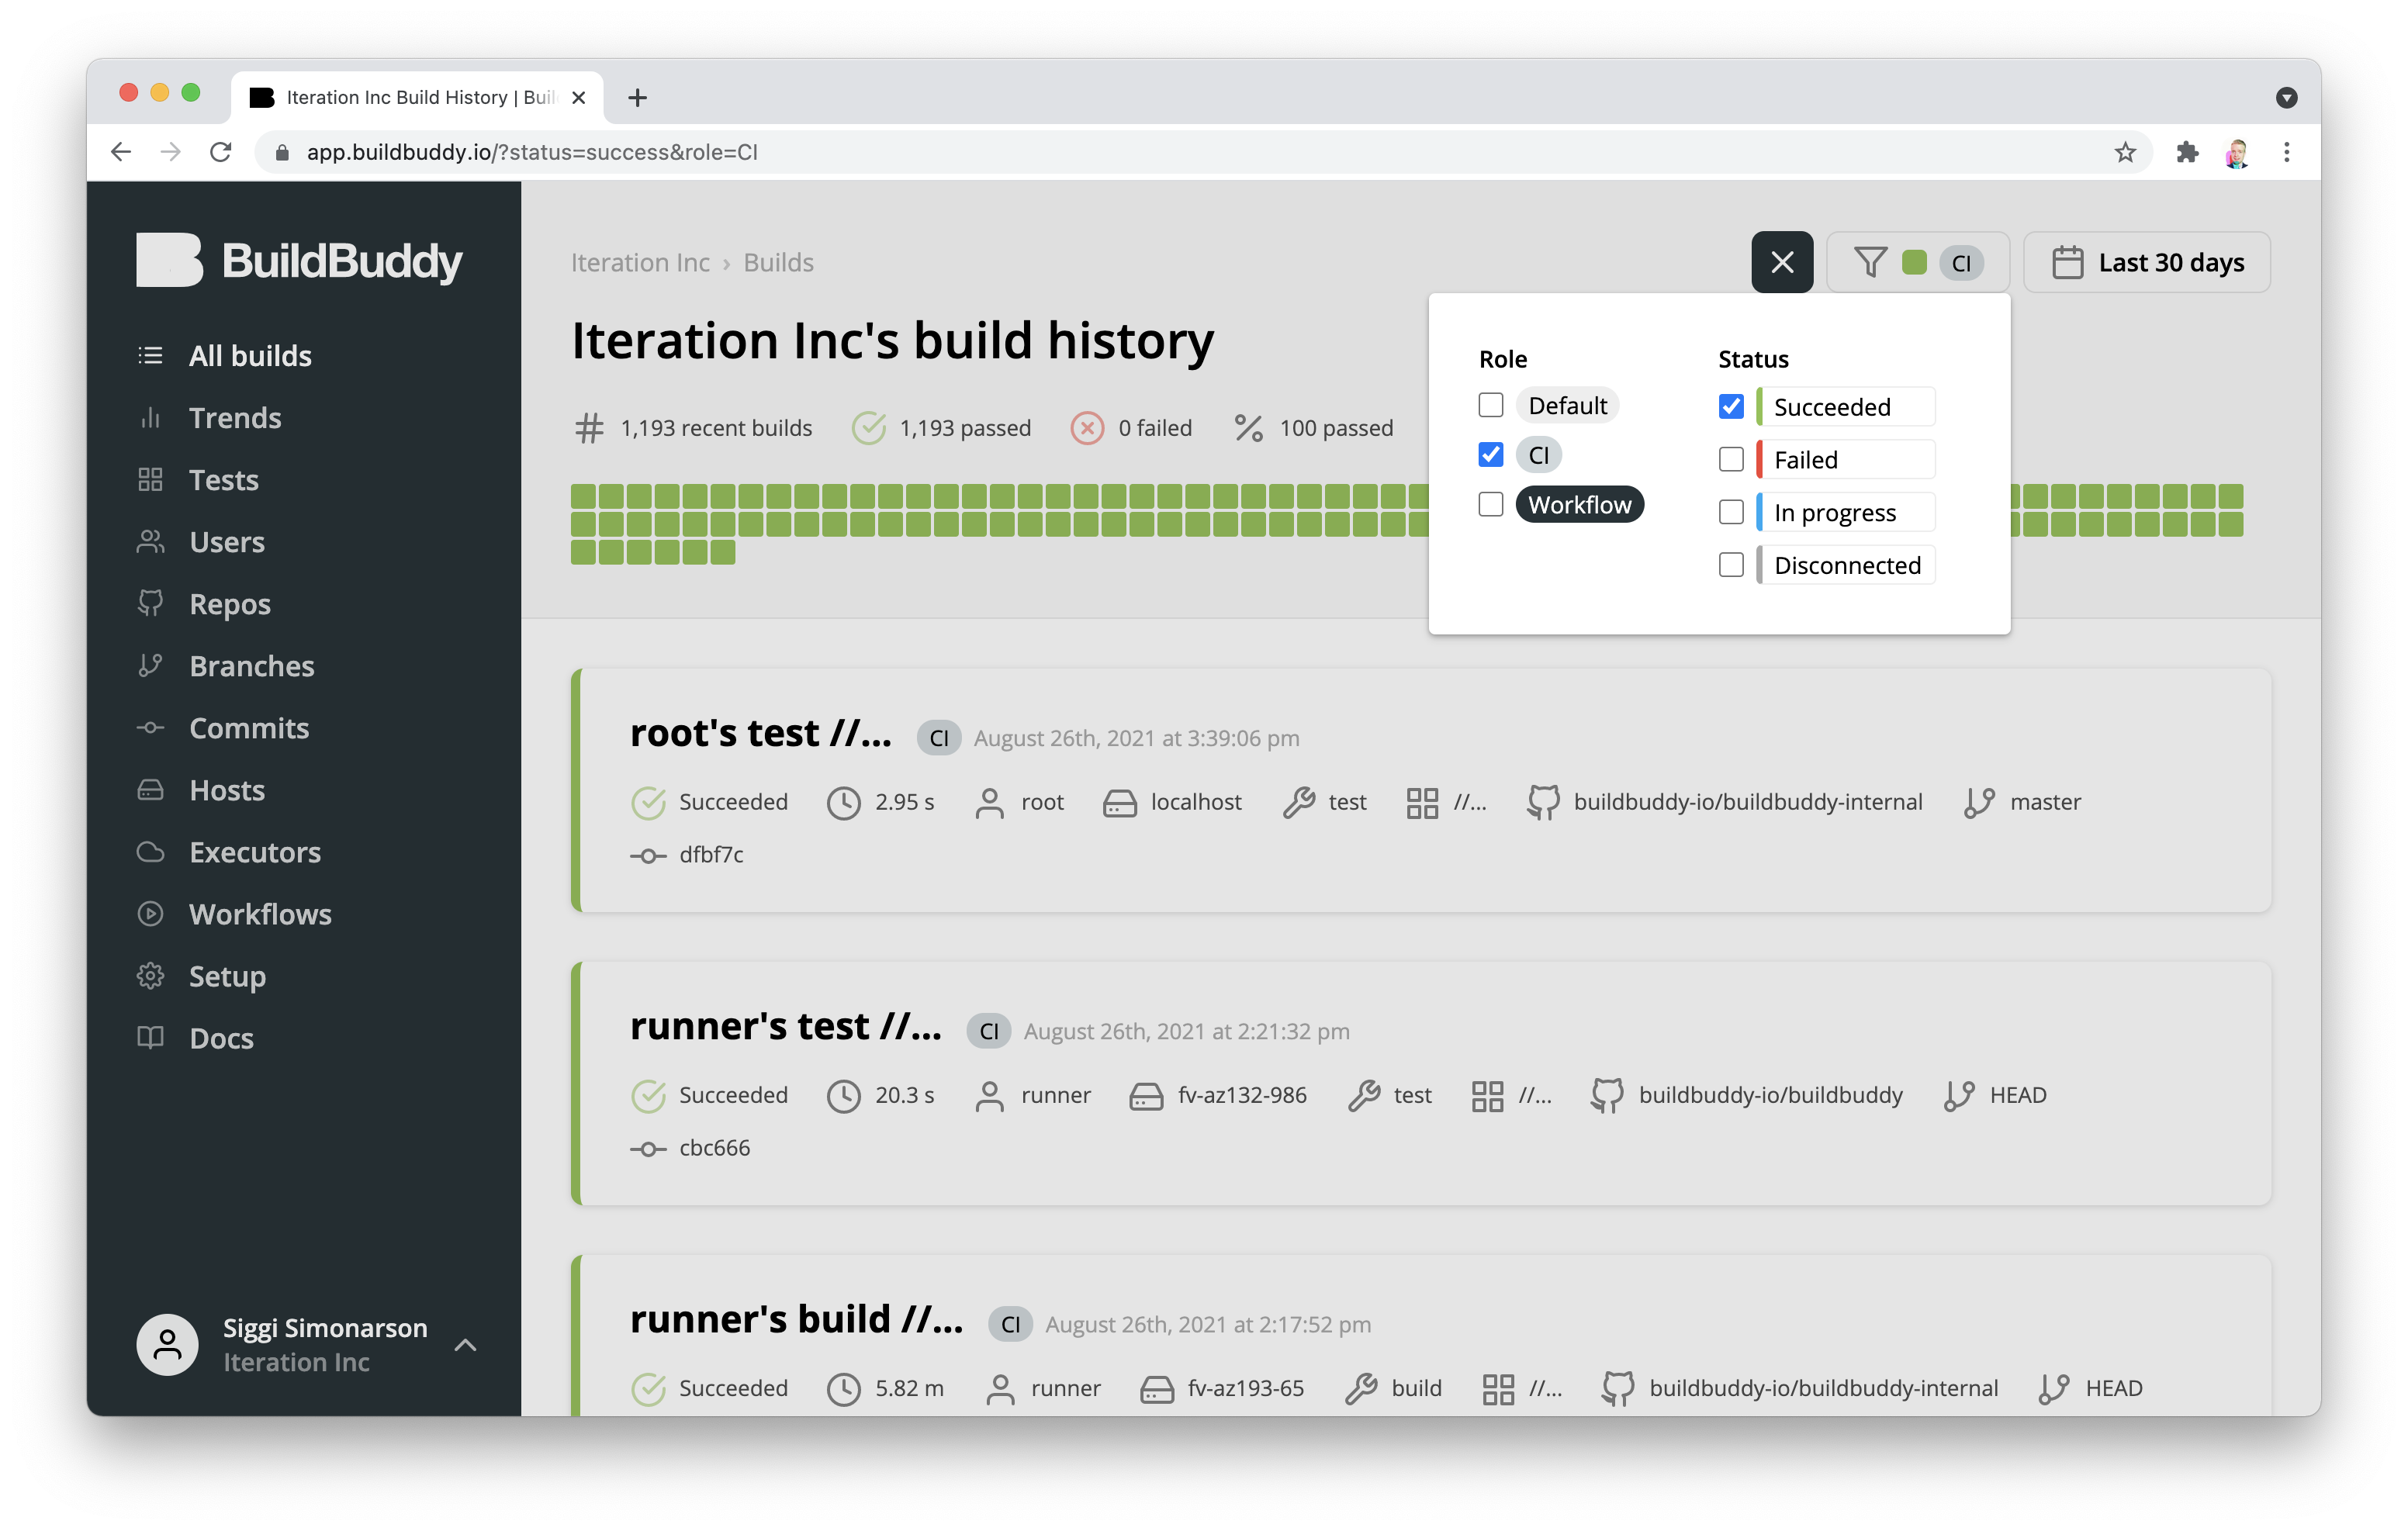 Iteration Inc Build History | Buil
app.buildbuddy.io/?status=success&role=CI
BuildBuddy
All builds
Trends
Tests
Users
Repos
Branches
Commits
Hosts
Executors
Workflows
Setup
Docs
Siggi Simonarson
Iteration Inc
Iteration Inc › Builds
CI
Last 30 days
Iteration Inc's build history
1,193 recent builds 1,193 passed 0 failed 100 passed
Role
Default
CI
Workflow
Status
Succeeded
Failed
In progress
Disconnected
root's test //... CI August 26th, 2021 at 3:39:06 pm
Succeeded 2.95 s root localhost test //... buildbuddy-io/buildbuddy-internal master
dfbf7c
runner's test //... CI August 26th, 2021 at 2:21:32 pm
Succeeded 20.3 s runner fv-az132-986 test //... buildbuddy-io/buildbuddy HEAD
cbc666
runner's build //... CI August 26th, 2021 at 2:17:52 pm
Succeeded 5.82 m runner fv-az193-65 build //... buildbuddy-io/buildbuddy-internal HEAD